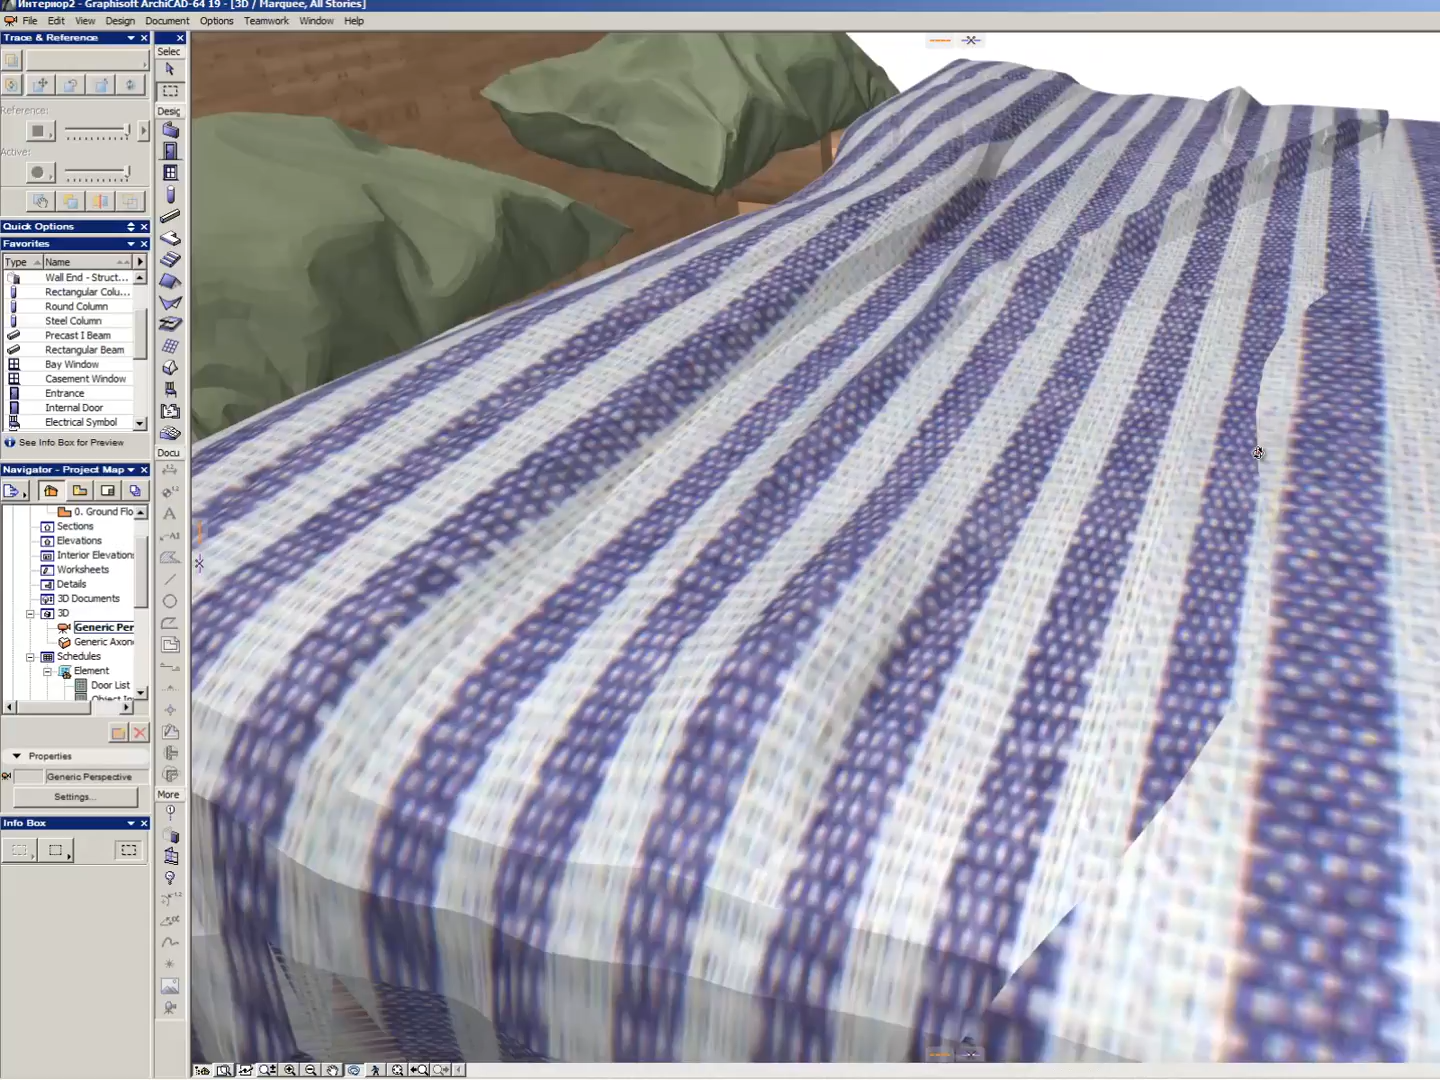 Интериор2 - Graphisoft ArchiCAD-64 19 - [3D / Marquee, All Stories]
File Edit View Design Document Options Teamwork Window Help
Trace & Reference
Reference:
Active:
Quick Options
Favorites
Type Name
Wall End - Struct...
Rectangular Colu...
Round Column
Steel Column
Precast I Beam
Rectangular Beam
Bay Window
Casement Window
Entrance
Internal Door
Electrical Symbol
See Info Box for Preview
Navigator - Project Map
0. Ground Flo
Sections
Elevations
Interior Elevation
Worksheets
Details
3D Documents
3D
Generic Per
Generic Axon
Schedules
Element
Door List
Properties
Generic Perspective
Settings...
Info Box
Selec
Desig
Docu
More